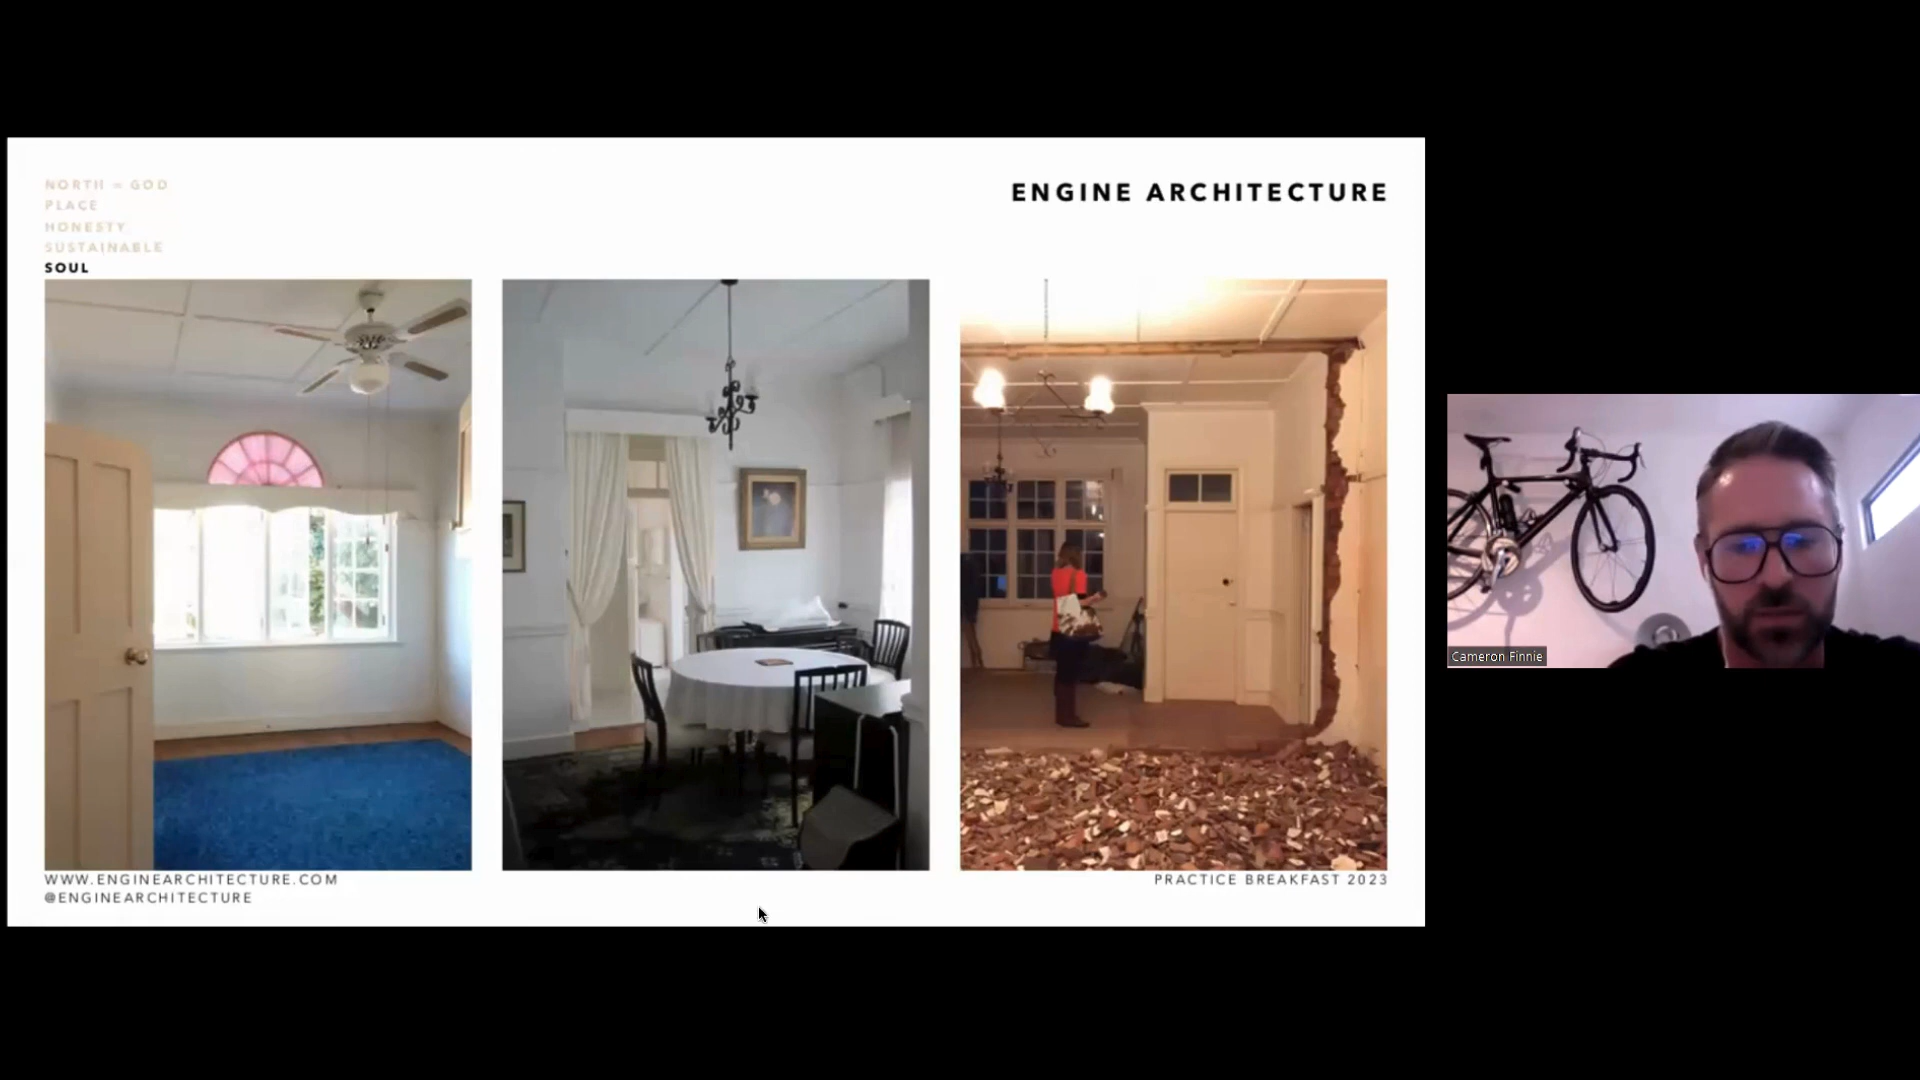 NORTH = GOD
PLACE
HONESTY
SUSTAINABLE
SOUL
ENGINE ARCHITECTURE
WWW.ENGINEARCHITECTURE.COM
@ENGINEARCHITECTURE
PRACTICE BREAKFAST 2023
Cameron Finnie